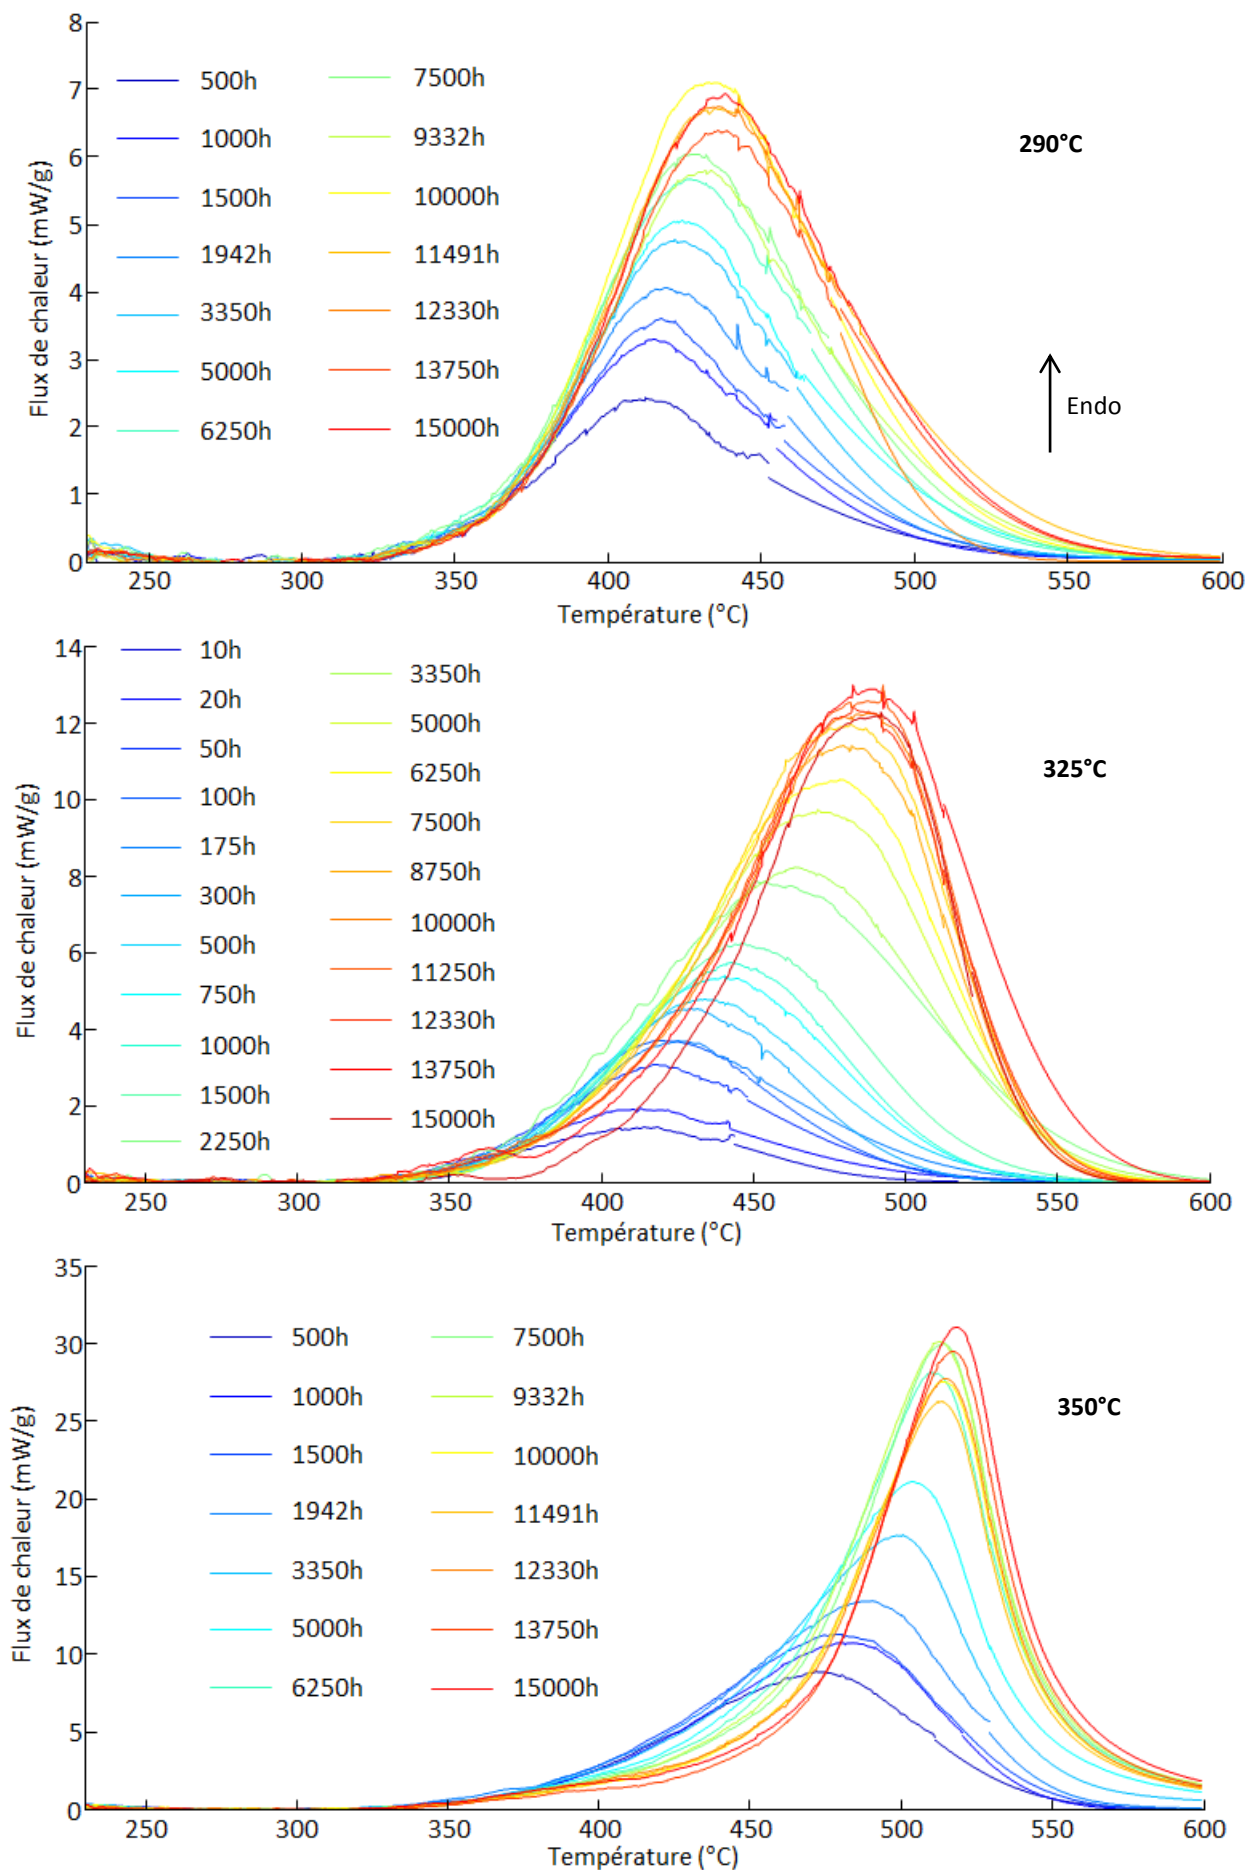 8
7
6
5
4
3
2
1
0
Flux de chaleur (mW/g)
500h
1000h
1500h
1942h
3350h
5000h
6250h
7500h
9332h
10000h
11491h
12330h
13750h
15000h
290°C
Endo
250 300 350 400 450 500 550 600
Température (°C)
14
12
10
8
6
4
2
0
Flux de chaleur (mW/g)
10h
20h
50h
100h
175h
300h
500h
750h
1000h
1500h
2250h
3350h
5000h
6250h
7500h
8750h
10000h
11250h
12330h
13750h
15000h
325°C
250 300 350 400 450 500 550 600
Température (°C)
35
30
25
20
15
10
5
0
Flux de chaleur (mW/g)
500h
1000h
1500h
1942h
3350h
5000h
6250h
7500h
9332h
10000h
11491h
12330h
13750h
15000h
350°C
250 300 350 400 450 500 550 600
Température (°C)